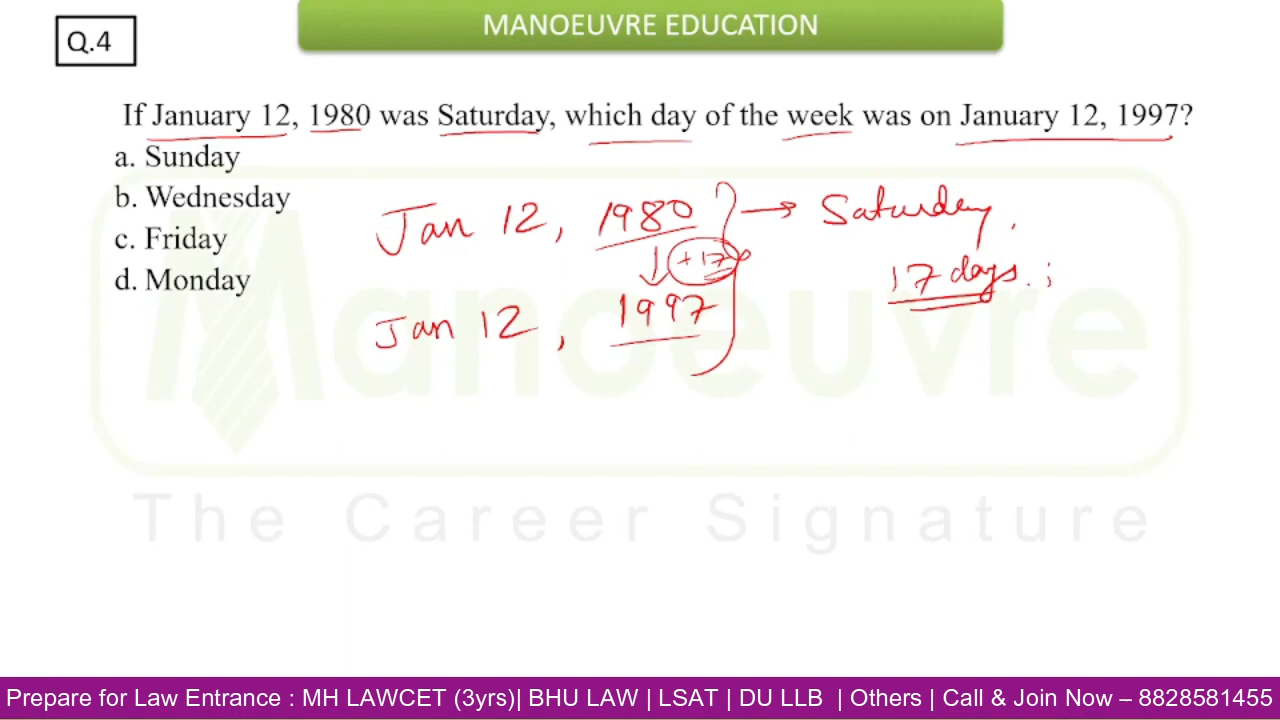 MANOEUVRE EDUCATION
Q.4
If January 12, 1980 was Saturday, which day of the week was on January 12, 1997?
a. Sunday
b. Wednesday
c. Friday
d. Monday
Jan 12, 1980 → Saturday,
↓ +17
17 days. ;
Jan 12, 1997
Manoeuvre
The Career Signature
Prepare for Law Entrance : MH LAWCET (3yrs)| BHU LAW | LSAT | DU LLB | Others | Call & Join Now – 8828581455